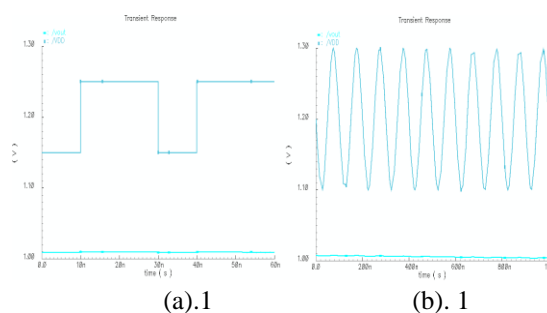 Transient Response
: /vout
: /VDD
1.30
1.20
1.10
1.00
( V )
0.0 10n 20n 30n 40n 50n 60n
time ( s )
(a).1
Transient Response
: /vout
: /VDD
1.30
1.20
1.10
1.00
( V )
0.0 200n 400n 600n 800n
time ( s )
(b). 1